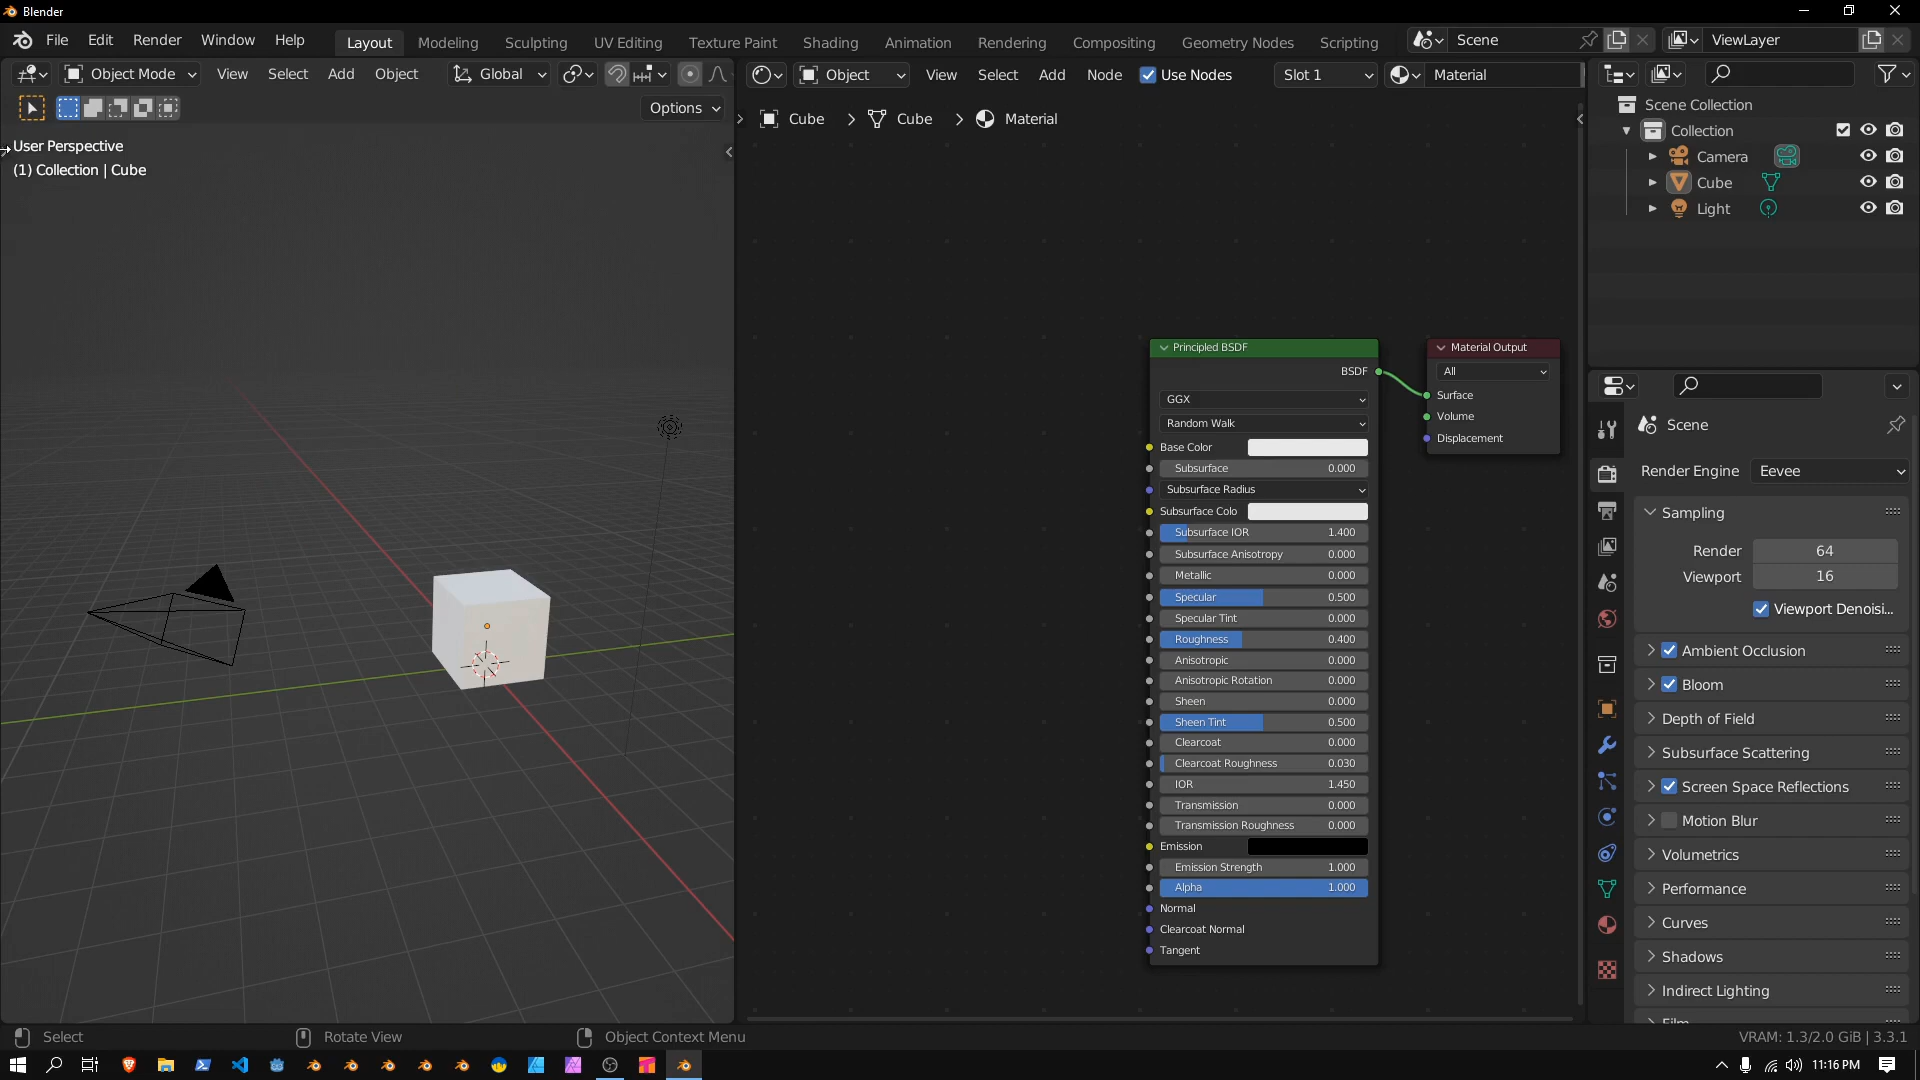 Blender
File Edit Render Window Help Layout Modeling Sculpting UV Editing Texture Paint Shading Animation Rendering Compositing Geometry Nodes Scripting Scene ViewLayer
Object Mode View Select Add Object Global
Options
User Perspective
(1) Collection | Cube
Object View Select Add Node Use Nodes Slot 1 Material
Cube Cube Material
Principled BSDF
BSDF
GGX
Random Walk
Base Color
Subsurface 0.000
Subsurface Radius
Subsurface Colo
Subsurface IOR 1.400
Subsurface Anisotropy 0.000
Metallic 0.000
Specular 0.500
Specular Tint 0.000
Roughness 0.400
Anisotropic 0.000
Anisotropic Rotation 0.000
Sheen 0.000
Sheen Tint 0.500
Clearcoat 0.000
Clearcoat Roughness 0.030
IOR 1.450
Transmission 0.000
Transmission Roughness 0.000
Emission
Emission Strength 1.000
Alpha 1.000
Normal
Clearcoat Normal
Tangent
Material Output
All
Surface
Volume
Displacement
Scene Collection
Collection
Camera
Cube
Light
Scene
Render Engine Eevee
Sampling
Render 64
Viewport 16
Viewport Denoisi...
Ambient Occlusion
Bloom
Depth of Field
Subsurface Scattering
Screen Space Reflections
Motion Blur
Volumetrics
Performance
Curves
Shadows
Indirect Lighting
Select Rotate View Object Context Menu VRAM: 1.3/2.0 GiB | 3.3.1
11:16 PM